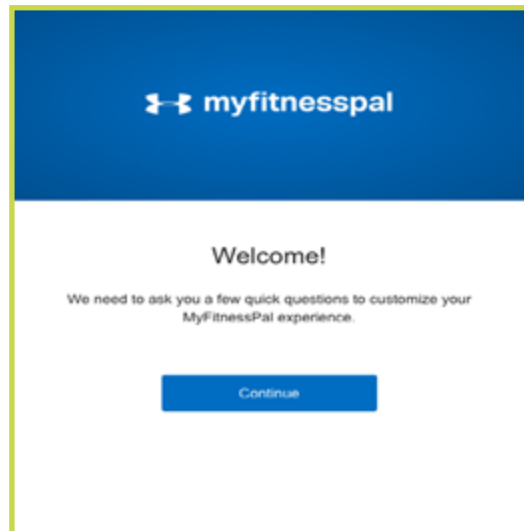 myfitnesspal
Welcome!
We need to ask you a few quick questions to customize your
MyFitnessPal experience.
Continue